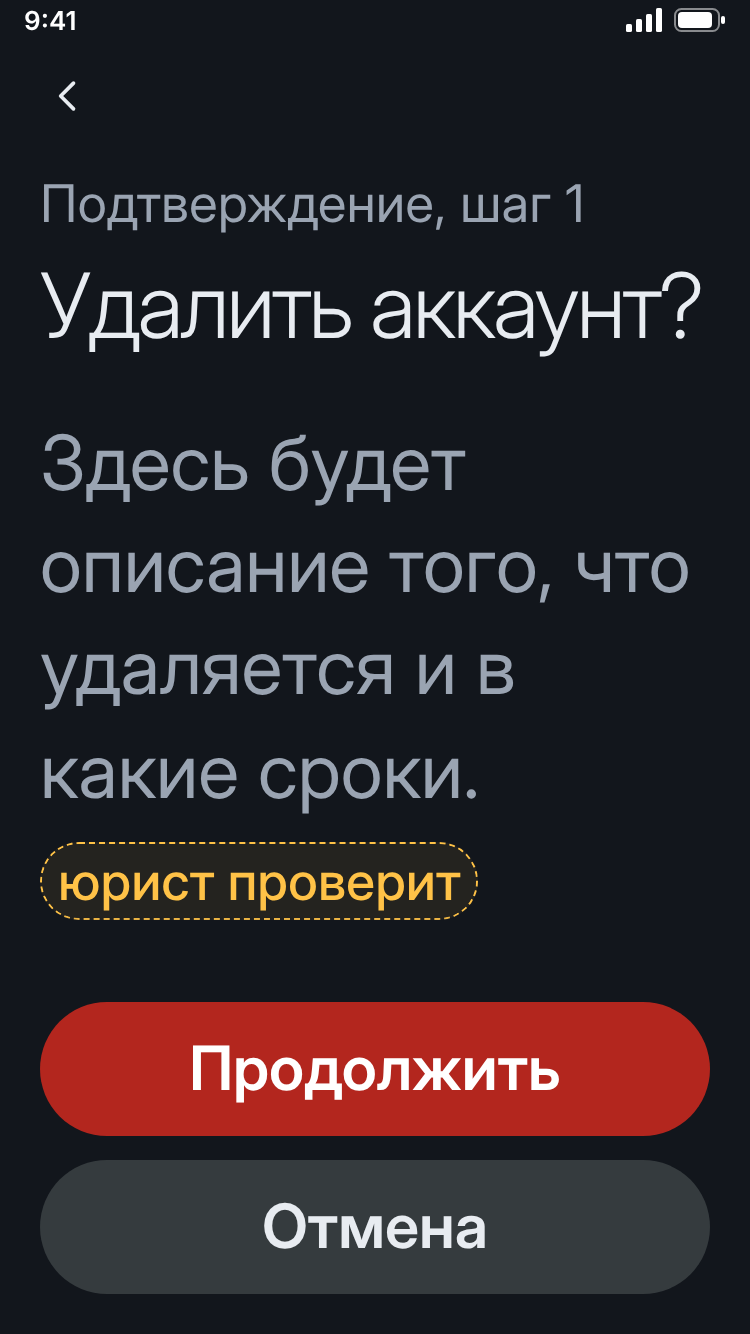 9:41
Подтверждение, шаг 1
Удалить аккаунт?
Здесь будет
описание того, что
удаляется и в
какие сроки.
юрист проверит
Продолжить
Отмена